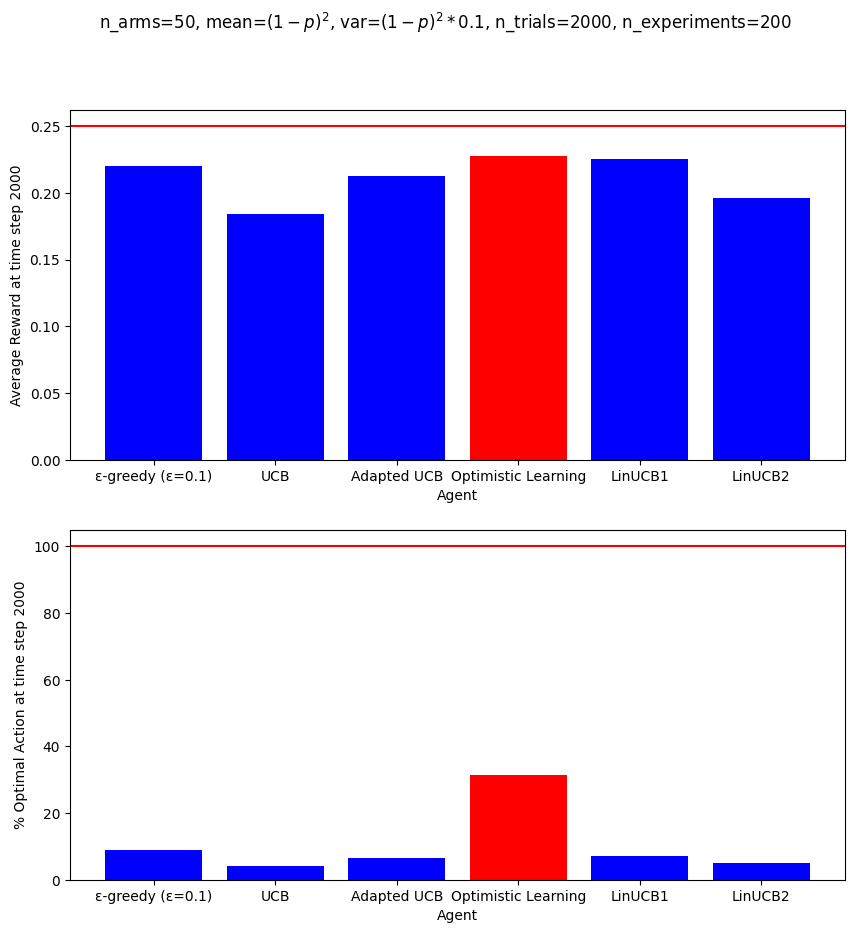 n_arms=50, mean=(1 − p)², var=(1 − p)² * 0.1, n_trials=2000, n_experiments=200
Average Reward at time step 2000
0.25
0.20
0.15
0.10
0.05
0.00
ε-greedy (ε=0.1) UCB Adapted UCB Optimistic Learning LinUCB1 LinUCB2
Agent
% Optimal Action at time step 2000
100
80
60
40
20
0
ε-greedy (ε=0.1) UCB Adapted UCB Optimistic Learning LinUCB1 LinUCB2
Agent